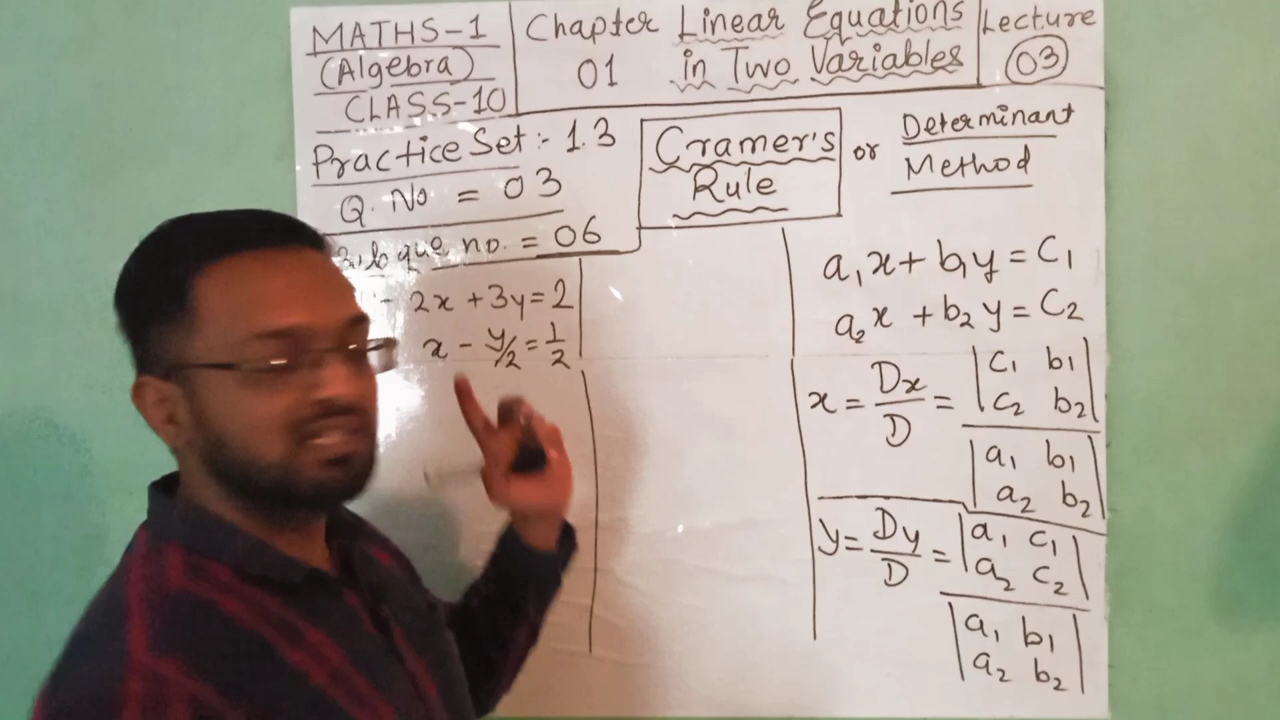 MATHS-1
(Algebra)
CLASS-10
Chapter 01
Linear Equations
in Two Variables
Lecture
03
Practice Set :- 1.3
Q. No. = 03
que no. = 06
Cramer's
Rule
or
Determinant
Method
2x + 3y = 2
x - y/2 = 1/2
a₁x + b₁y = C₁
a₂x + b₂y = C₂
x = Dx/D = |C₁ b₁|
|C₂ b₂|
|a₁ b₁|
|a₂ b₂|
y = Dy/D = |a₁ C₁|
|a₂ C₂|
|a₁ b₁|
|a₂ b₂|